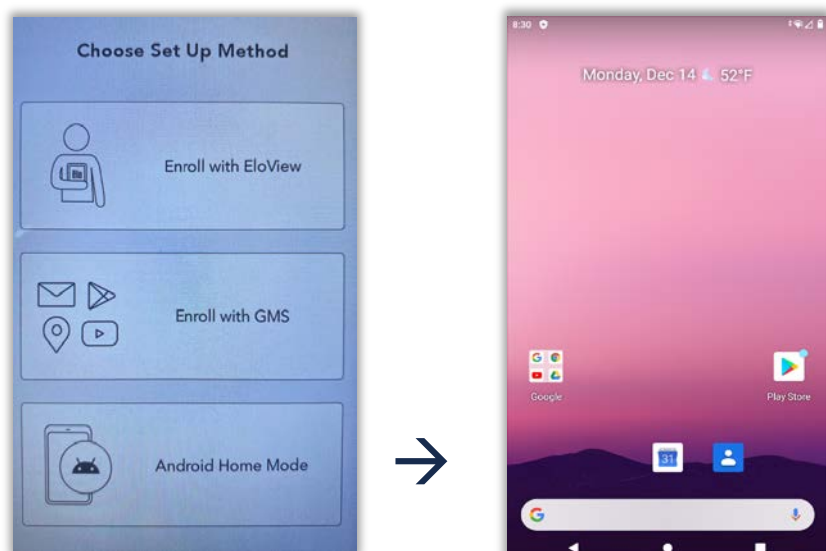 Choose Set Up Method
Enroll with EloView
Enroll with GMS
Android Home Mode
8:30
Monday, Dec 14 52°F
Google
Play Store
31
G